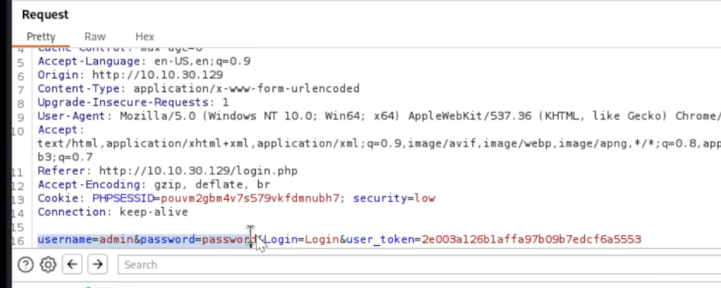 Request
Pretty Raw Hex
4 Cache-Control: max-age=0
5 Accept-Language: en-US,en;q=0.9
6 Origin: http://10.10.30.129
7 Content-Type: application/x-www-form-urlencoded
8 Upgrade-Insecure-Requests: 1
9 User-Agent: Mozilla/5.0 (Windows NT 10.0; Win64; x64) AppleWebKit/537.36 (KHTML, like Gecko) Chrome/
10 Accept:
text/html,application/xhtml+xml,application/xml;q=0.9,image/avif,image/webp,image/apng,*/*;q=0.8,app
b3;q=0.7
11 Referer: http://10.10.30.129/login.php
12 Accept-Encoding: gzip, deflate, br
13 Cookie: PHPSESSID=pouvm2gbm4v7s579vkfdmnubh7; security=low
14 Connection: keep-alive
15
16 username=admin&password=password&Login=Login&user_token=2e003a126b1affa97b09b7edcf6a5553
Search